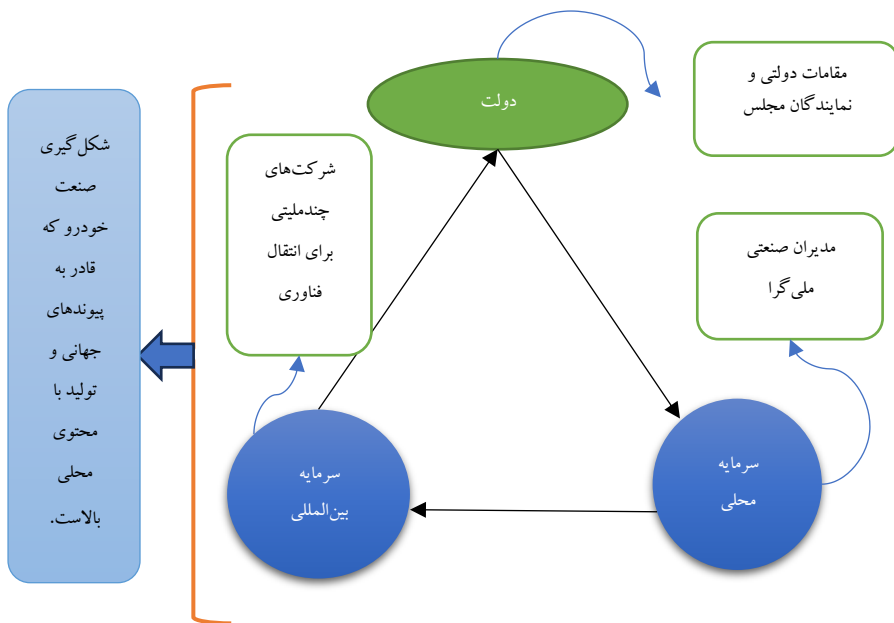 دولت
مقامات دولتی و
نمایندگان مجلس
شرکت‌های
چندملیتی
برای انتقال
فناوری
مدیران صنعتی
ملی‌گرا
سرمایه
محلی
سرمایه
بین‌المللی
شکل‌گیری
صنعت
خودرو که
قادر به
پیوندهای
جهانی و
تولید با
محتوی
محلی
بالاست.